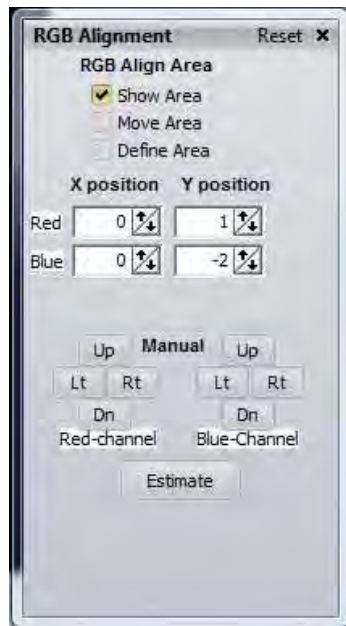 RGB Alignment Reset ×
RGB Align Area
Show Area
Move Area
Define Area
X position Y position
Red 0 1
Blue 0 -2
Up Manual Up
Lt Rt Lt Rt
Dn Dn
Red-channel Blue-Channel
Estimate